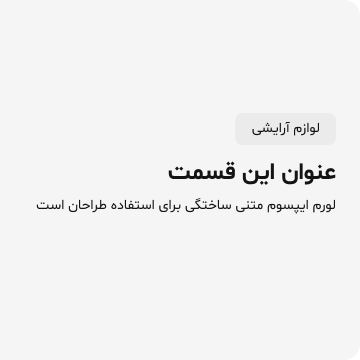 لوازم آرایشی
عنوان این قسمت
لورم ایپسوم متنی ساختگی برای استفاده طراحان است